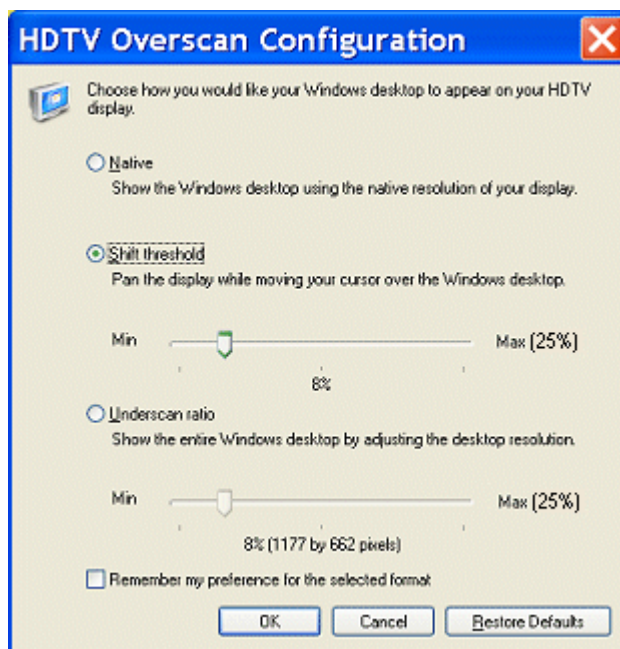 HDTV Overscan Configuration
Choose how you would like your Windows desktop to appear on your HDTV
display.
Native
Show the Windows desktop using the native resolution of your display.
Shift threshold
Pan the display while moving your cursor over the Windows desktop.
Min Max (25%)
8%
Underscan ratio
Show the entire Windows desktop by adjusting the desktop resolution.
Min Max (25%)
8% (1177 by 662 pixels)
Remember my preference for the selected format
OK Cancel Restore Defaults